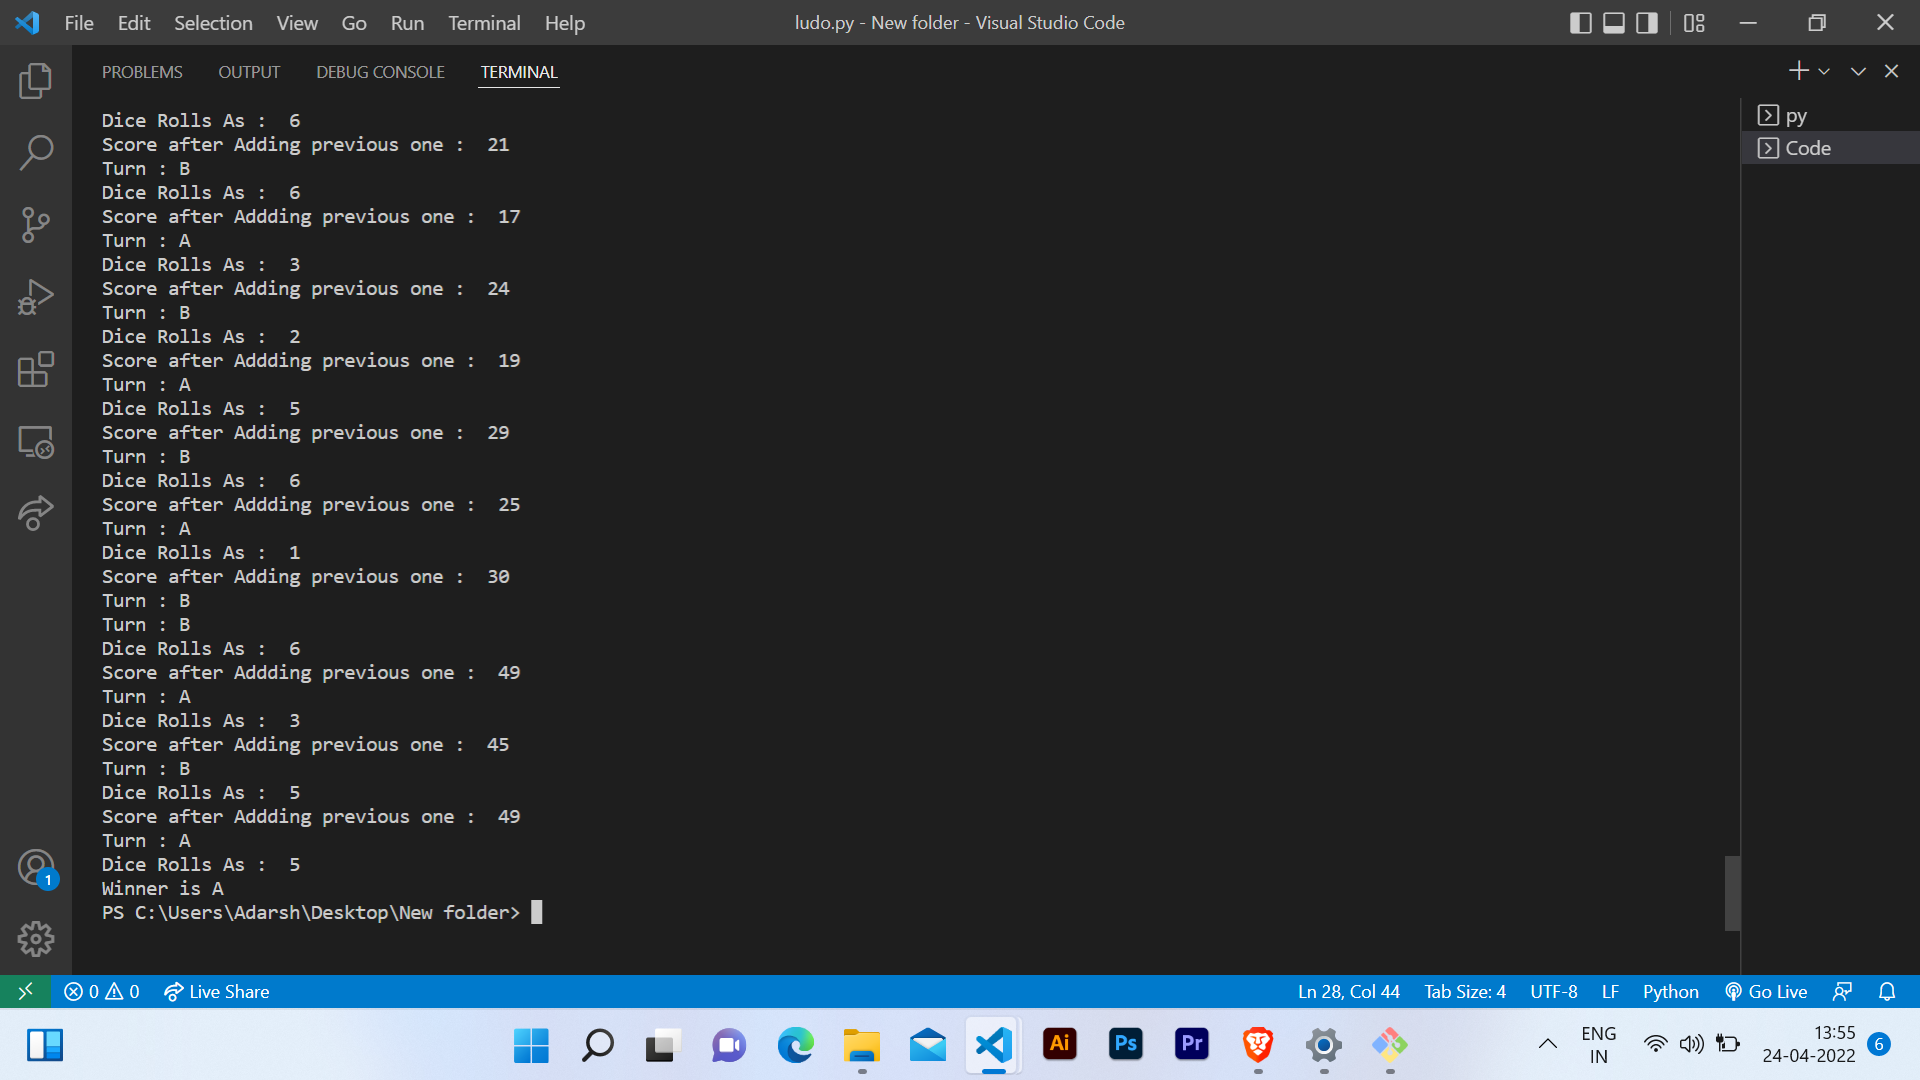 File Edit Selection View Go Run Terminal Help
ludo.py - New folder - Visual Studio Code
PROBLEMS OUTPUT DEBUG CONSOLE TERMINAL
Dice Rolls As :  6
Score after Adding previous one :  21
Turn : B
Dice Rolls As :  6
Score after Addding previous one :  17
Turn : A
Dice Rolls As :  3
Score after Adding previous one :  24
Turn : B
Dice Rolls As :  2
Score after Addding previous one :  19
Turn : A
Dice Rolls As :  5
Score after Adding previous one :  29
Turn : B
Dice Rolls As :  6
Score after Addding previous one :  25
Turn : A
Dice Rolls As :  1
Score after Adding previous one :  30
Turn : B
Turn : B
Dice Rolls As :  6
Score after Addding previous one :  49
Turn : A
Dice Rolls As :  3
Score after Adding previous one :  45
Turn : B
Dice Rolls As :  5
Score after Addding previous one :  49
Turn : A
Dice Rolls As :  5
Winner is A
PS C:\Users\Adarsh\Desktop\New folder>
py
Code
1
0 0 Live Share
Ln 28, Col 44 Tab Size: 4 UTF-8 LF Python Go Live
Ai Ps Pr
ENG
IN
13:55
24-04-2022
6